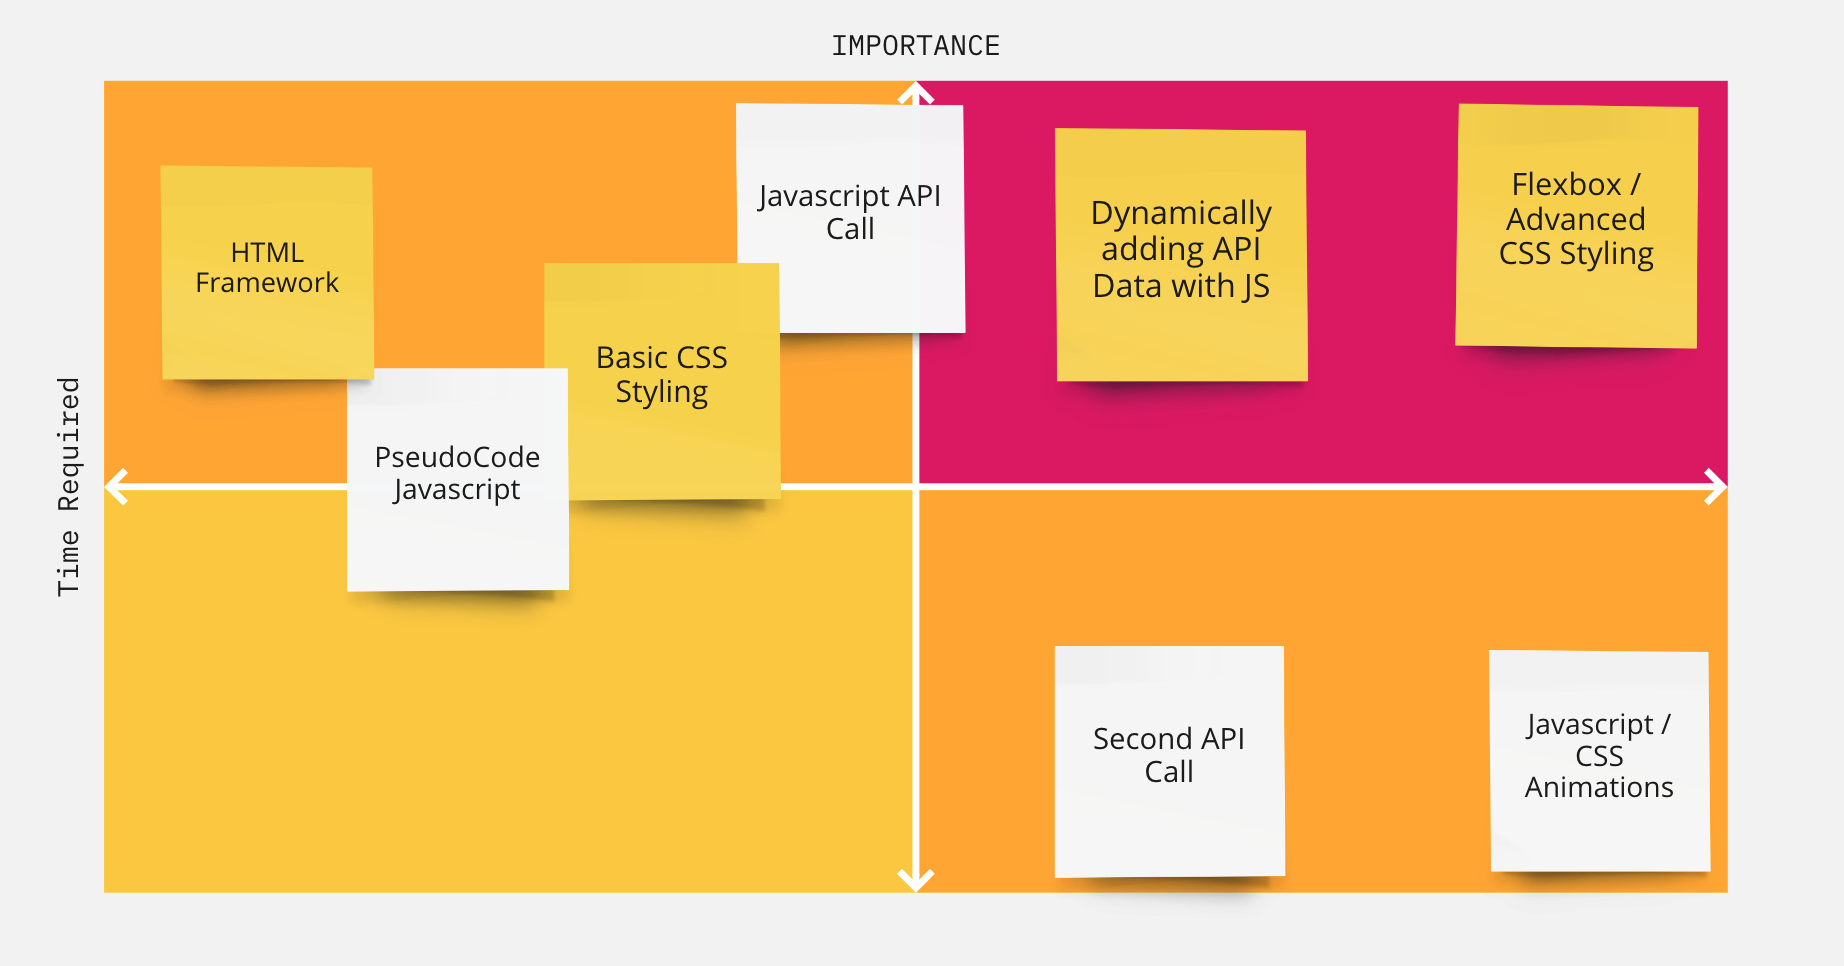 IMPORTANCE
Time Required
HTML
Framework
Javascript API
Call
Basic CSS
Styling
PseudoCode
Javascript
Dynamically
adding API
Data with JS
Flexbox /
Advanced
CSS Styling
Second API
Call
Javascript /
CSS
Animations